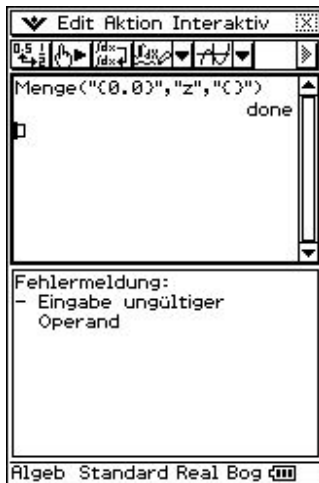 Edit Aktion Interaktiv
Menge("{0.0}","z","{}")
done
Fehlermeldung:
- Eingabe ungültiger
Operand
Algeb Standard Real Bog